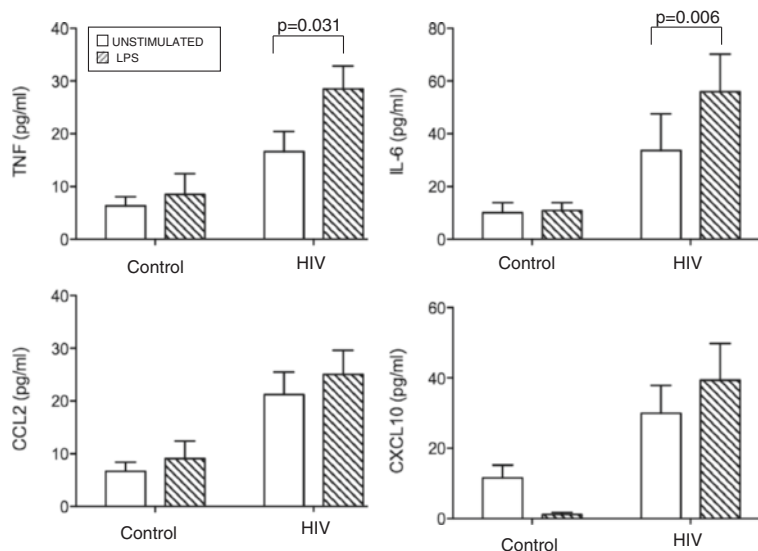 p=0.031
UNSTIMULATED
LPS
TNF (pg/ml)
40
30
20
10
0
Control
HIV
p=0.006
IL-6 (pg/ml)
80
60
40
20
0
Control
HIV
CCL2 (pg/ml)
40
30
20
10
0
Control
HIV
CXCL10 (pg/ml)
60
40
20
0
Control
HIV